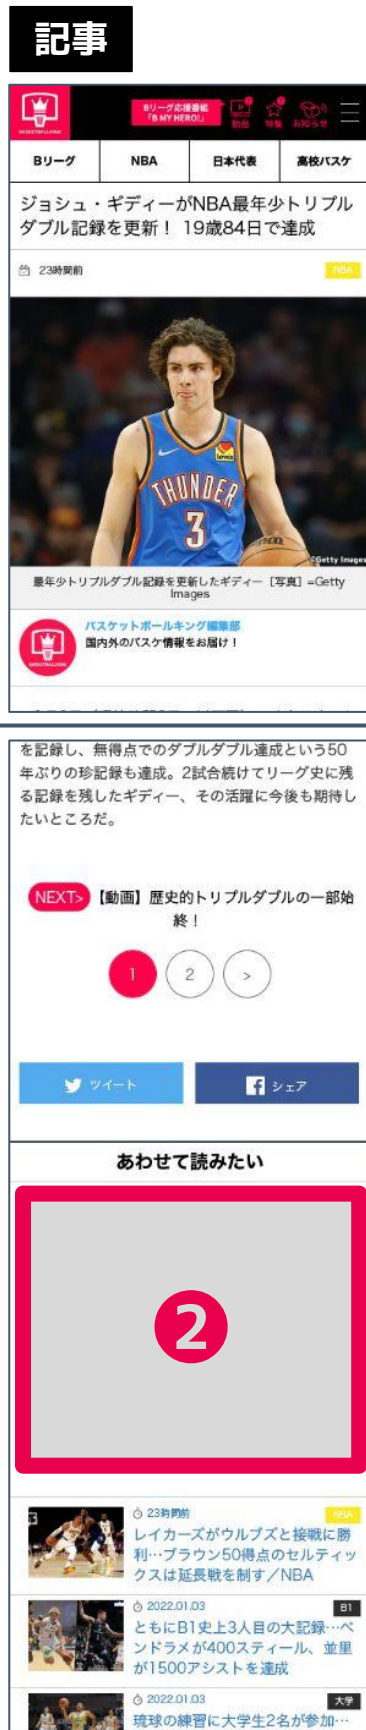 記事
Bリーグ応援番組
「B MY HERO!」
動画 特集 お知らせ
Bリーグ NBA 日本代表 高校バスケ
ジョシュ・ギディーがNBA最年少トリプル
ダブル記録を更新！ 19歳84日で達成
23時間前 NBA
THUNDER
3
©Getty Images
最年少トリプルダブル記録を更新したギディー［写真］=Getty
Images
バスケットボールキング編集部
国内外のバスケ情報をお届け！
を記録し、無得点でのダブルダブル達成という50
年ぶりの珍記録も達成。2試合続けてリーグ史に残
る記録を残したギディー、その活躍に今後も期待し
たいところだ。
NEXT> 【動画】歴史的トリプルダブルの一部始
終！
1 2 >
ツイート シェア
あわせて読みたい
2
23時間前 NBA
レイカーズがウルブズと接戦に勝
利…ブラウン50得点のセルティッ
クスは延長戦を制す／NBA
2022.01.03 B1
ともにB1史上3人目の大記録…ベ
ンドラメが400スティール、並里
が1500アシストを達成
2022.01.03 大学
琉球の練習に大学生2名が参加…